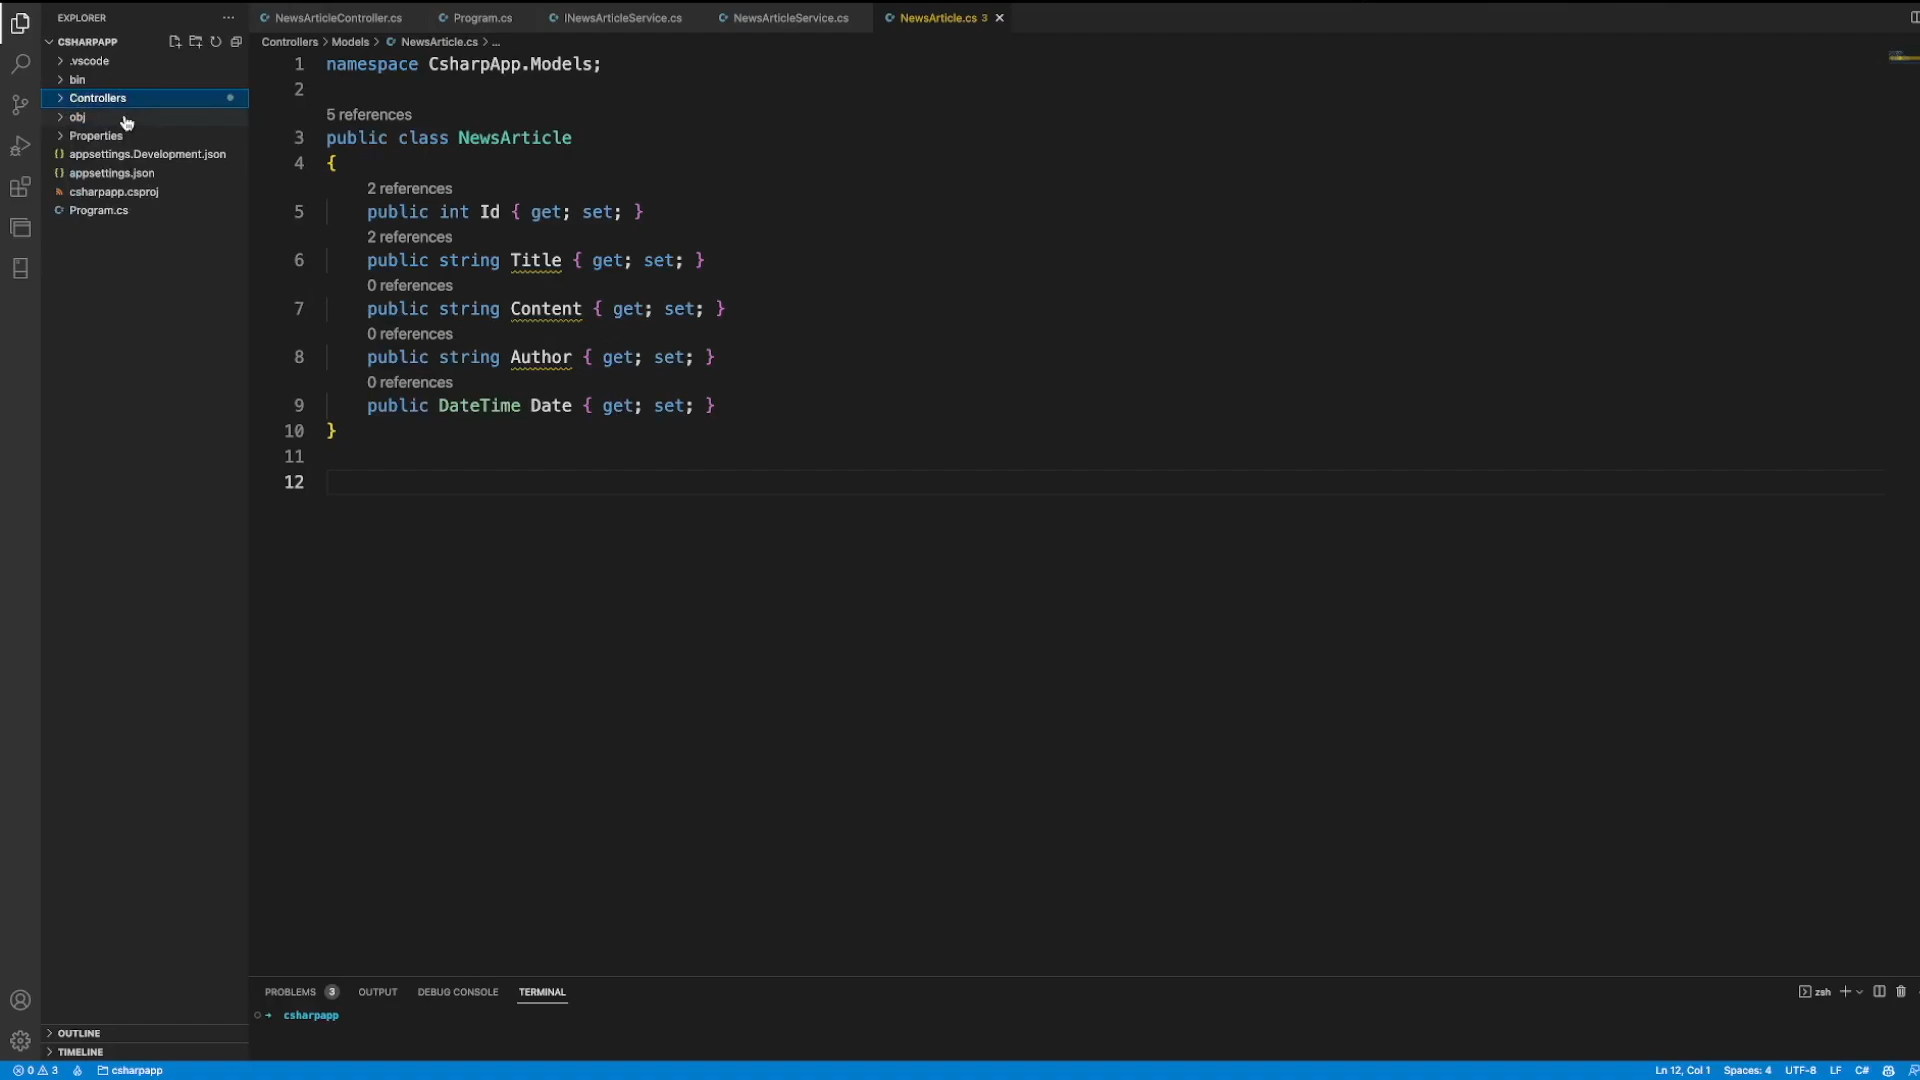 EXPLORER
CSHARPAPP
.vscode
bin
Controllers
obj
Properties
{} appsettings.Development.json
{} appsettings.json
csharpapp.csproj
Program.cs
OUTLINE
TIMELINE
NewsArticleController.cs
Program.cs
INewsArticleService.cs
NewsArticleService.cs
NewsArticle.cs 3
Controllers > Models > NewsArticle.cs > ...
1 namespace CsharpApp.Models;
2
5 references
3 public class NewsArticle
4 {
2 references
5 public int Id { get; set; }
2 references
6 public string Title { get; set; }
0 references
7 public string Content { get; set; }
0 references
8 public string Author { get; set; }
0 references
9 public DateTime Date { get; set; }
10 }
11
12
PROBLEMS 3 OUTPUT DEBUG CONSOLE TERMINAL
zsh
csharpapp
0 3 csharpapp
Ln 12, Col 1 Spaces: 4 UTF-8 LF C#